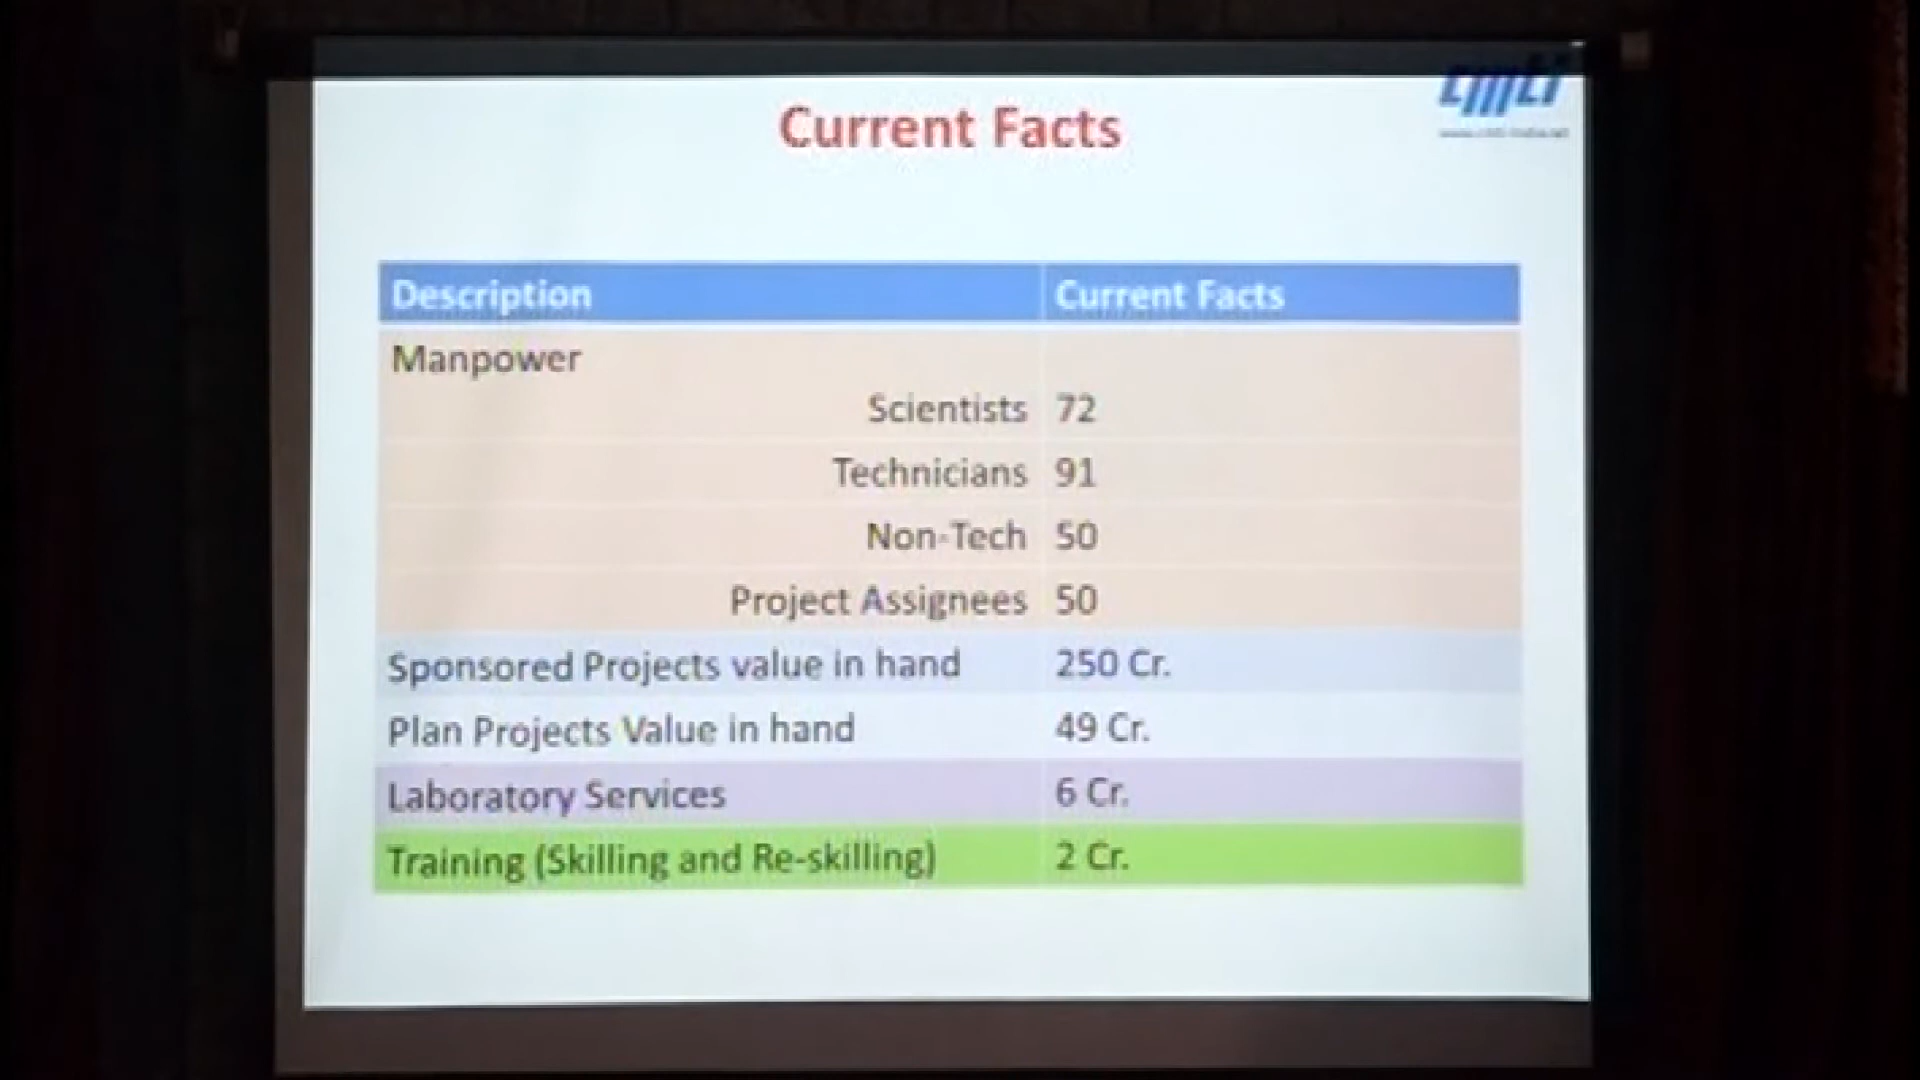 cmti
Current Facts
Description Current Facts
Manpower
Scientists 72
Technicians 91
Non-Tech 50
Project Assignees 50
Sponsored Projects value in hand 250 Cr.
Plan Projects Value in hand 49 Cr.
Laboratory Services 6 Cr.
Training (Skilling and Re-skilling) 2 Cr.